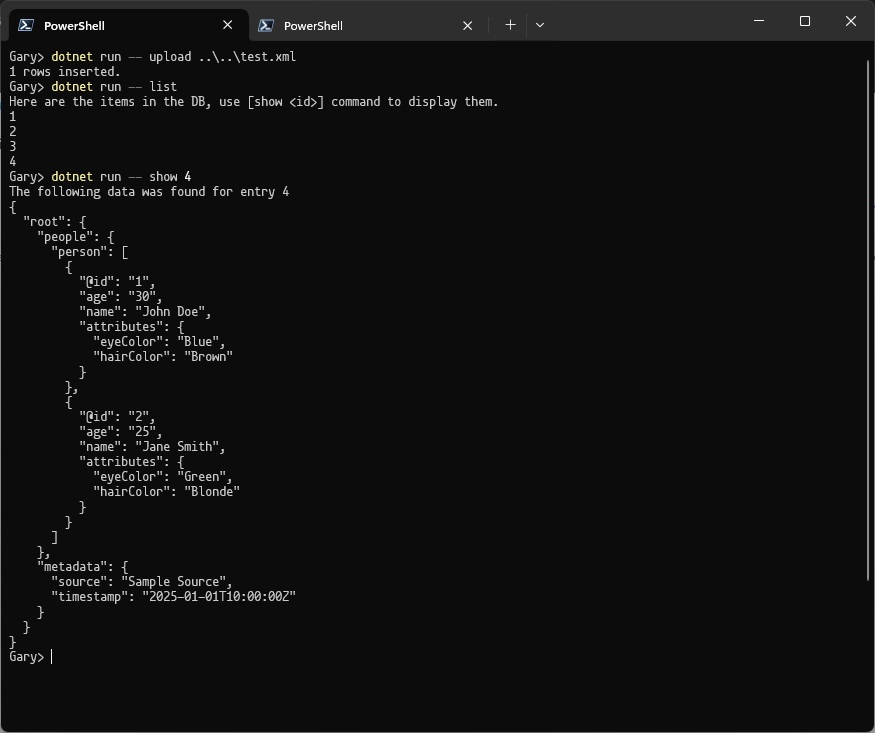 PowerShell
PowerShell
Gary> dotnet run -- upload ..\..\test.xml
1 rows inserted.
Gary> dotnet run -- list
Here are the items in the DB, use [show <id>] command to display them.
1
2
3
4
Gary> dotnet run -- show 4
The following data was found for entry 4
{
  "root": {
    "people": {
      "person": [
        {
          "@id": "1",
          "age": "30",
          "name": "John Doe",
          "attributes": {
            "eyeColor": "Blue",
            "hairColor": "Brown"
          }
        },
        {
          "@id": "2",
          "age": "25",
          "name": "Jane Smith",
          "attributes": {
            "eyeColor": "Green",
            "hairColor": "Blonde"
          }
        }
      ]
    },
    "metadata": {
      "source": "Sample Source",
      "timestamp": "2025-01-01T10:00:00Z"
    }
  }
}
Gary>